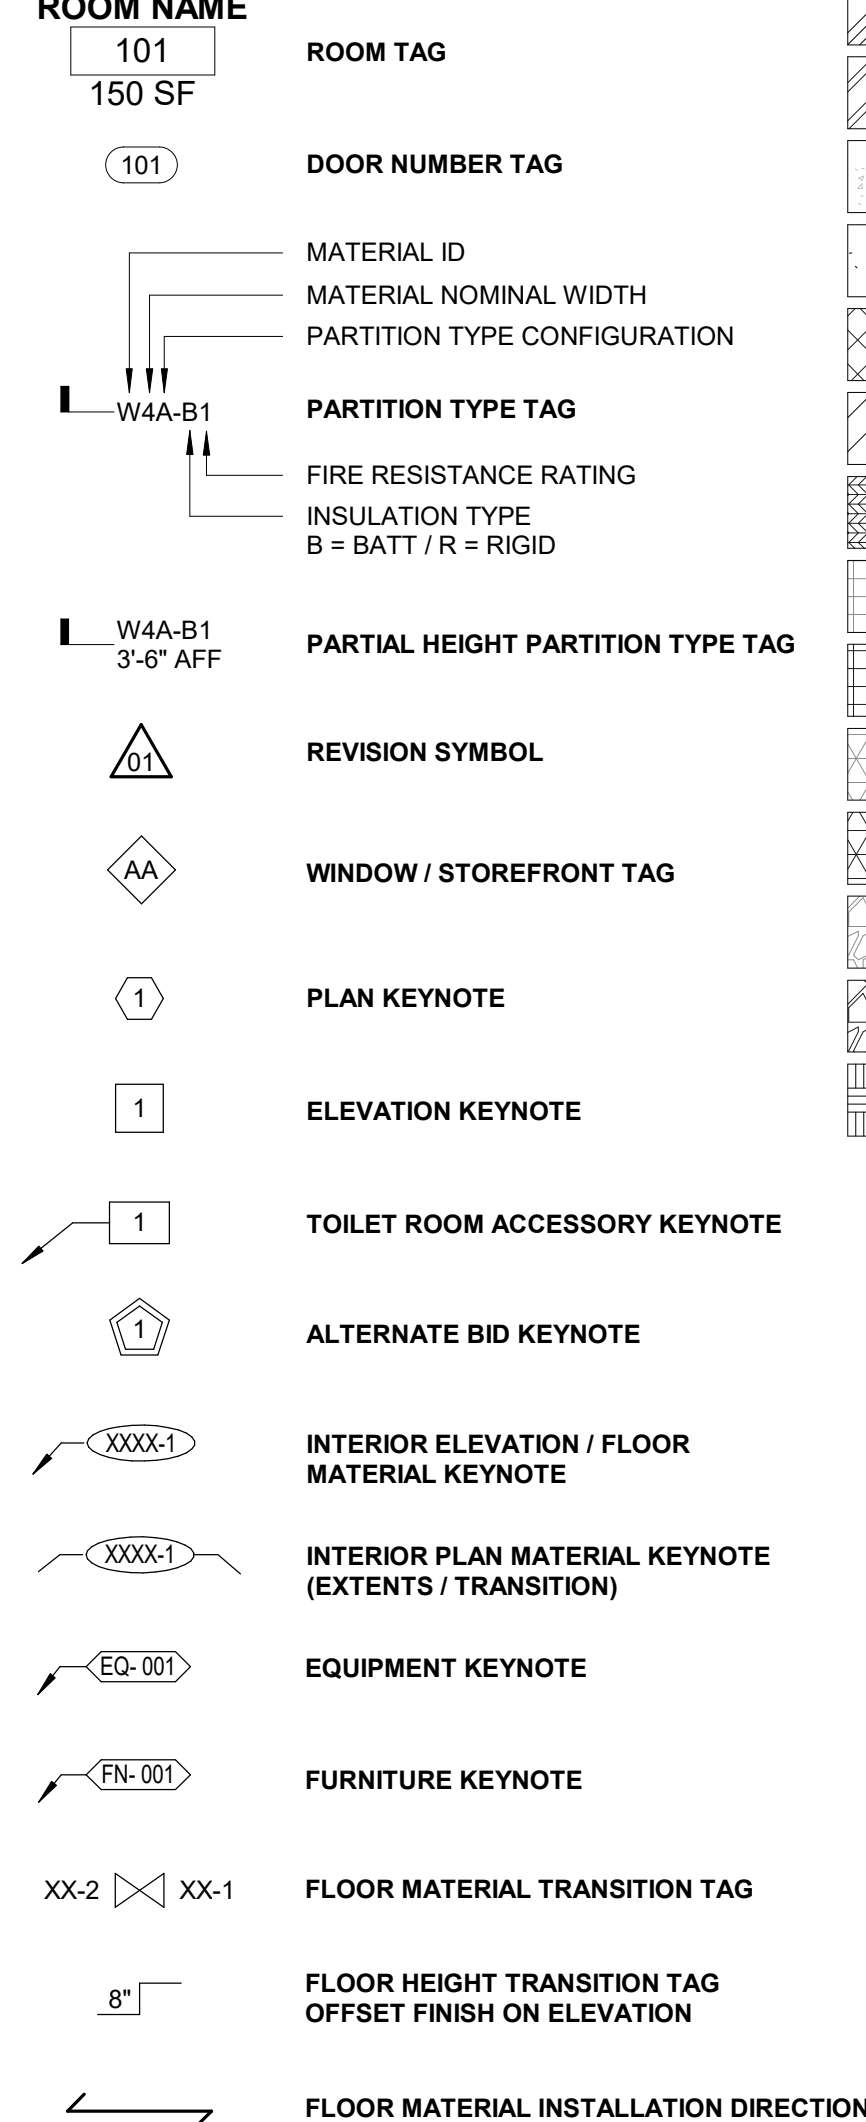 ROOM NAME
101
ROOM TAG
150 SF
101
DOOR NUMBER TAG
MATERIAL ID
MATERIAL NOMINAL WIDTH
PARTITION TYPE CONFIGURATION
W4A-B1
PARTITION TYPE TAG
FIRE RESISTANCE RATING
INSULATION TYPE
B = BATT / R = RIGID
W4A-B1
3'-6" AFF
PARTIAL HEIGHT PARTITION TYPE TAG
01
REVISION SYMBOL
AA
WINDOW / STOREFRONT TAG
1
PLAN KEYNOTE
1
ELEVATION KEYNOTE
1
TOILET ROOM ACCESSORY KEYNOTE
1
ALTERNATE BID KEYNOTE
XXXX-1
INTERIOR ELEVATION / FLOOR
MATERIAL KEYNOTE
XXXX-1
INTERIOR PLAN MATERIAL KEYNOTE
(EXTENTS / TRANSITION)
EQ- 001
EQUIPMENT KEYNOTE
FN- 001
FURNITURE KEYNOTE
XX-2 XX-1
FLOOR MATERIAL TRANSITION TAG
8"
FLOOR HEIGHT TRANSITION TAG
OFFSET FINISH ON ELEVATION
FLOOR MATERIAL INSTALLATION DIRECTION